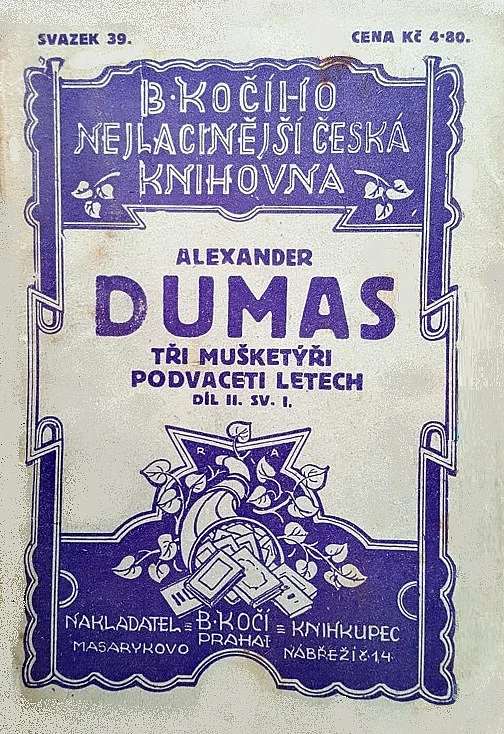 SVAZEK 39.
CENA Kč 4·80.
B·KOČÍHO
NEJLACINĚJŠÍ ČESKÁ
KNIHOVNA
ALEXANDER
DUMAS
TŘI MUŠKETÝŘI
PODVACETI LETECH
DÍL II. SV. I.
R A
NAKLADATEL = B·KOČÍ = KNIHKUPEC
PRAHA I
MASARYKOVO NÁBŘEŽÍ č·14·